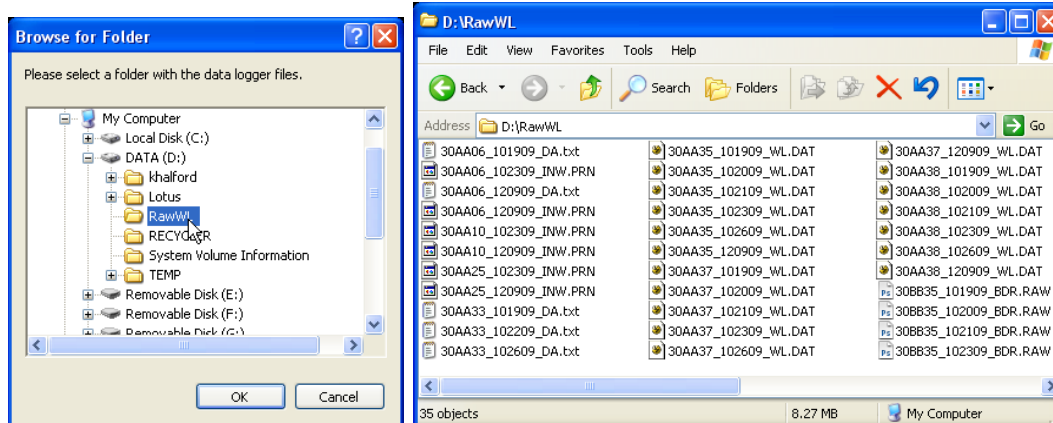 Browse for Folder
Please select a folder with the data logger files.
My Computer
Local Disk (C:)
DATA (D:)
khalford
Lotus
RawWL
RECYCLER
System Volume Information
TEMP
Removable Disk (E:)
Removable Disk (F:)
Removable Disk (G:)
OK
Cancel
D:\RawWL
File Edit View Favorites Tools Help
Back Search Folders
Address D:\RawWL Go
30AA06_101909_DA.txt
30AA06_102309_INW.PRN
30AA06_120909_DA.txt
30AA06_120909_INW.PRN
30AA10_102309_INW.PRN
30AA10_120909_INW.PRN
30AA25_102309_INW.PRN
30AA25_120909_INW.PRN
30AA33_101909_DA.txt
30AA33_102209_DA.txt
30AA33_102609_DA.txt
30AA35_101909_WL.DAT
30AA35_102009_WL.DAT
30AA35_102109_WL.DAT
30AA35_102309_WL.DAT
30AA35_102609_WL.DAT
30AA35_120909_WL.DAT
30AA37_101909_WL.DAT
30AA37_102009_WL.DAT
30AA37_102109_WL.DAT
30AA37_102309_WL.DAT
30AA37_102609_WL.DAT
30AA37_120909_WL.DAT
30AA38_101909_WL.DAT
30AA38_102009_WL.DAT
30AA38_102109_WL.DAT
30AA38_102309_WL.DAT
30AA38_102609_WL.DAT
30AA38_120909_WL.DAT
30BB35_101909_BDR.RAW
30BB35_102009_BDR.RAW
30BB35_102109_BDR.RAW
30BB35_102309_BDR.RAW
35 objects 8.27 MB My Computer